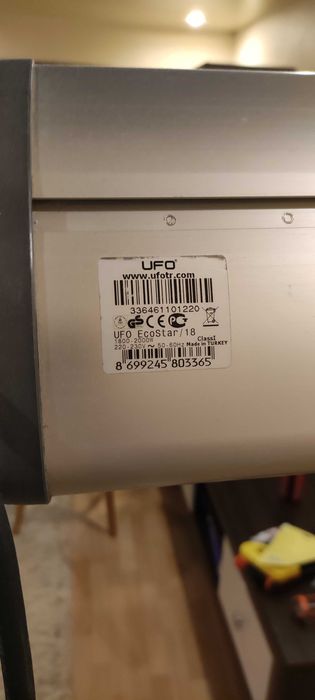 UFO
www.ufotr.com
336461101220
UFO EcoStar/18
1800-2000W ClassI
220-230V ~ 50-60Hz Made in TURKEY
8 699245 803365